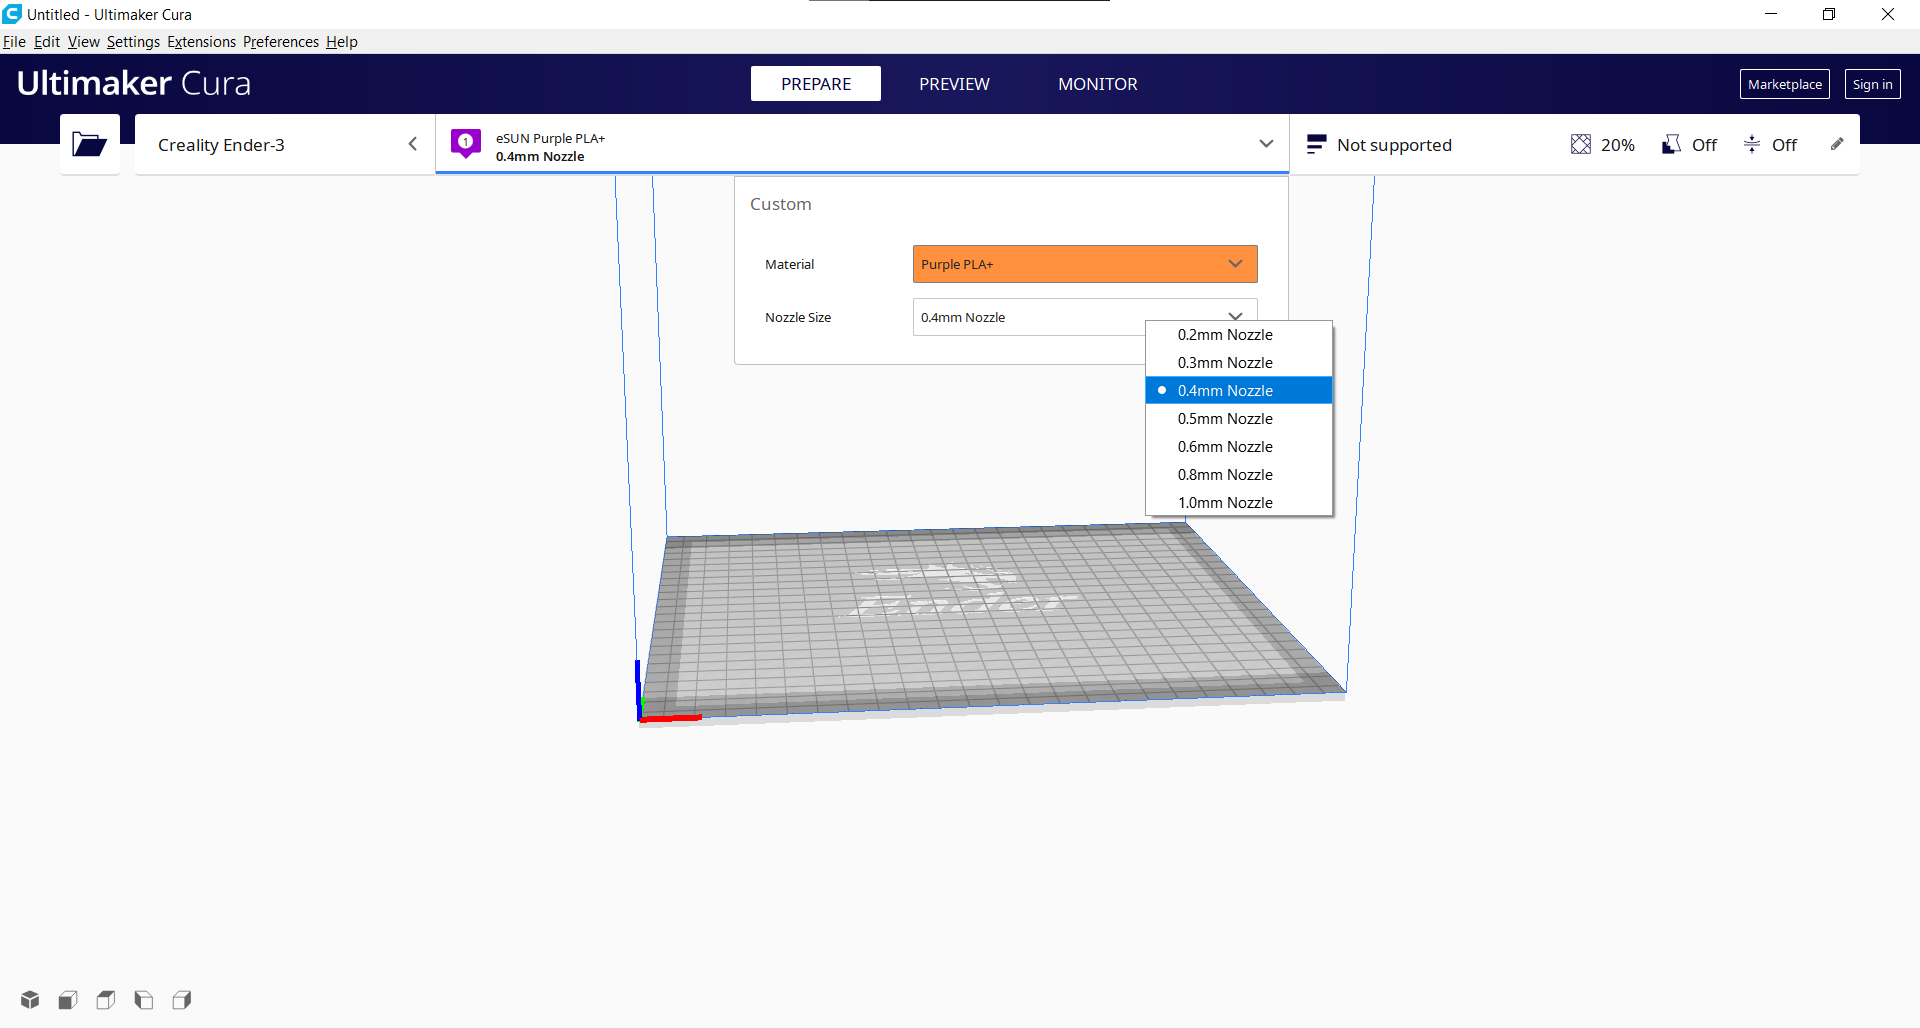 Untitled - Ultimaker Cura
File Edit View Settings Extensions Preferences Help
Ultimaker Cura
PREPARE
PREVIEW
MONITOR
Marketplace
Sign in
Creality Ender-3
1
eSUN Purple PLA+
0.4mm Nozzle
Not supported
20%
Off
Off
Custom
Material
Purple PLA+
Nozzle Size
0.4mm Nozzle
0.2mm Nozzle
0.3mm Nozzle
0.4mm Nozzle
0.5mm Nozzle
0.6mm Nozzle
0.8mm Nozzle
1.0mm Nozzle
Ender